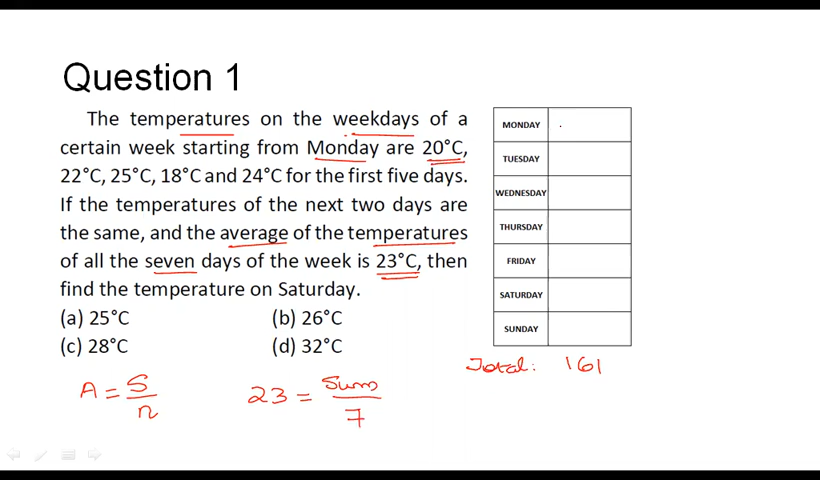 Question 1
The temperatures on the weekdays of a
certain week starting from Monday are 20°C,
22°C, 25°C, 18°C and 24°C for the first five days.
If the temperatures of the next two days are
the same, and the average of the temperatures
of all the seven days of the week is 23°C, then
find the temperature on Saturday.
(a) 25°C (b) 26°C
(c) 28°C (d) 32°C
MONDAY
TUESDAY
WEDNESDAY
THURSDAY
FRIDAY
SATURDAY
SUNDAY
Total: 161
A = S/n
23 = Sum/7